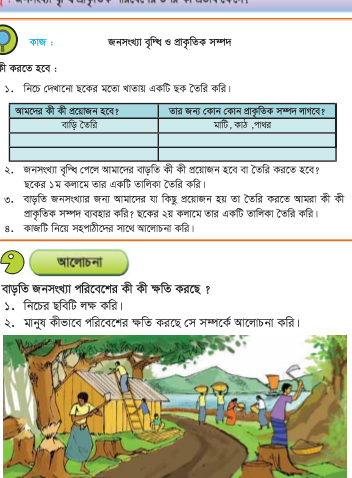 কাজ : জনসংখ্যা বৃদ্ধি ও প্রাকৃতিক সম্পদ
কী করতে হবে :
১। নিচে দেখানো ছকের মতো খাতায় একটি ছক তৈরি করি।
আমদের কী কী প্রয়োজন হবে? তার জন্য কোন কোন প্রাকৃতিক সম্পদ লাগবে?
বাড়ি তৈরি মাটি, কাঠ ,পাথর
২। জনসংখ্যা বৃদ্ধি পেলে আমাদের বাড়তি কী কী প্রয়োজন হবে বা তৈরি করতে হবে?
ছকের ১ম কলামে তার একটি তালিকা তৈরি করি।
৩। বাড়তি জনসংখ্যার জন্য আমাদের যা কিছু প্রয়োজন হয় তা তৈরি করতে আমরা কী কী
প্রাকৃতিক সম্পদ ব্যবহার করি? ছকের ২য় কলামে তার একটি তালিকা তৈরি করি।
৪। কাজটি নিয়ে সহপাঠীদের সাথে আলোচনা করি।
আলোচনা
বাড়তি জনসংখ্যা পরিবেশের কী কী ক্ষতি করছে ?
১। নিচের ছবিটি লক্ষ করি।
২। মানুষ কীভাবে পরিবেশের ক্ষতি করছে সে সম্পর্কে আলোচনা করি।